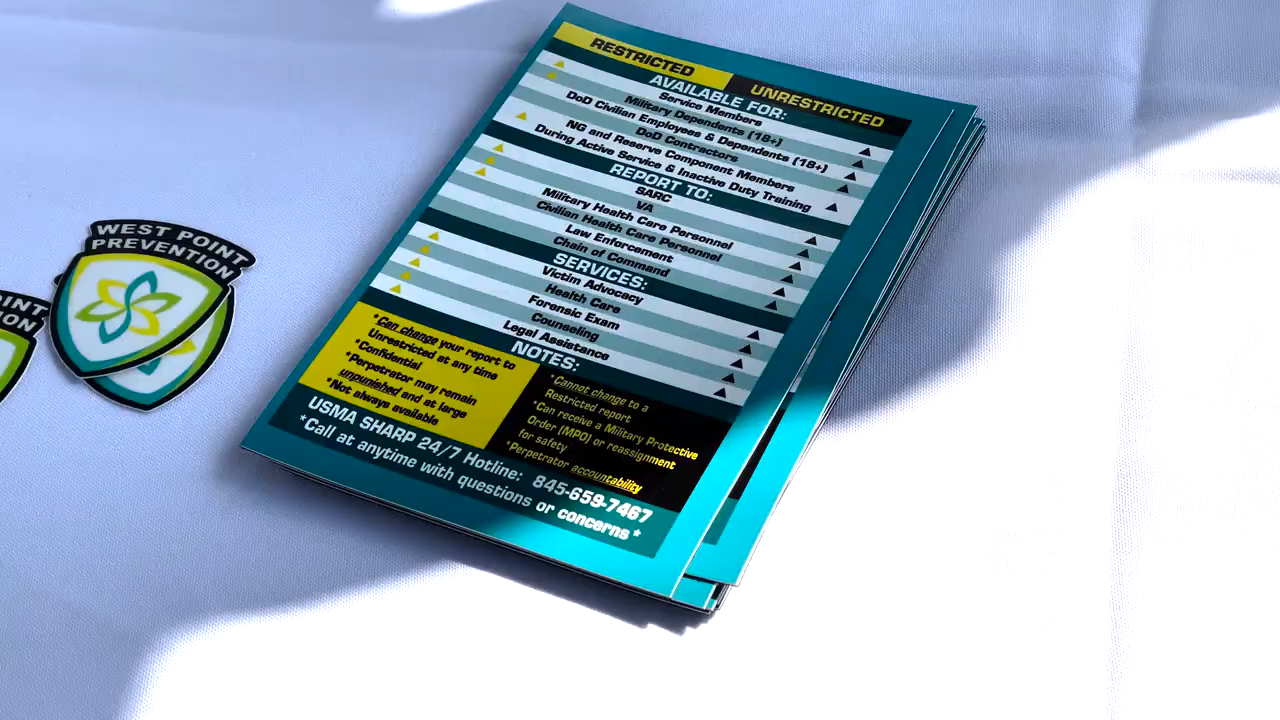 WEST POINT
PREVENTION
OINT
ION
RESTRICTED
UNRESTRICTED
AVAILABLE FOR:
Service Members
Military Dependents (18+)
DoD Civilian Employees & Dependents (18+)
DoD Contractors
NG and Reserve Component Members
During Active Service & Inactive Duty Training
REPORT TO:
SARC
VA
Military Health Care Personnel
Civilian Health Care Personnel
Law Enforcement
Chain of Command
SERVICES:
Victim Advocacy
Health Care
Forensic Exam
Counseling
Legal Assistance
NOTES:
*Can change your report to
Unrestricted at any time
*Confidential
*Perpetrator may remain
unpunished and at large
*Not always available
*Cannot change to a
Restricted report
*Can receive a Military Protective
Order (MPO) or reassignment
for safety
*Perpetrator accountability
USMA SHARP 24/7 Hotline: 845-659-7467
*Call at anytime with questions or concerns*